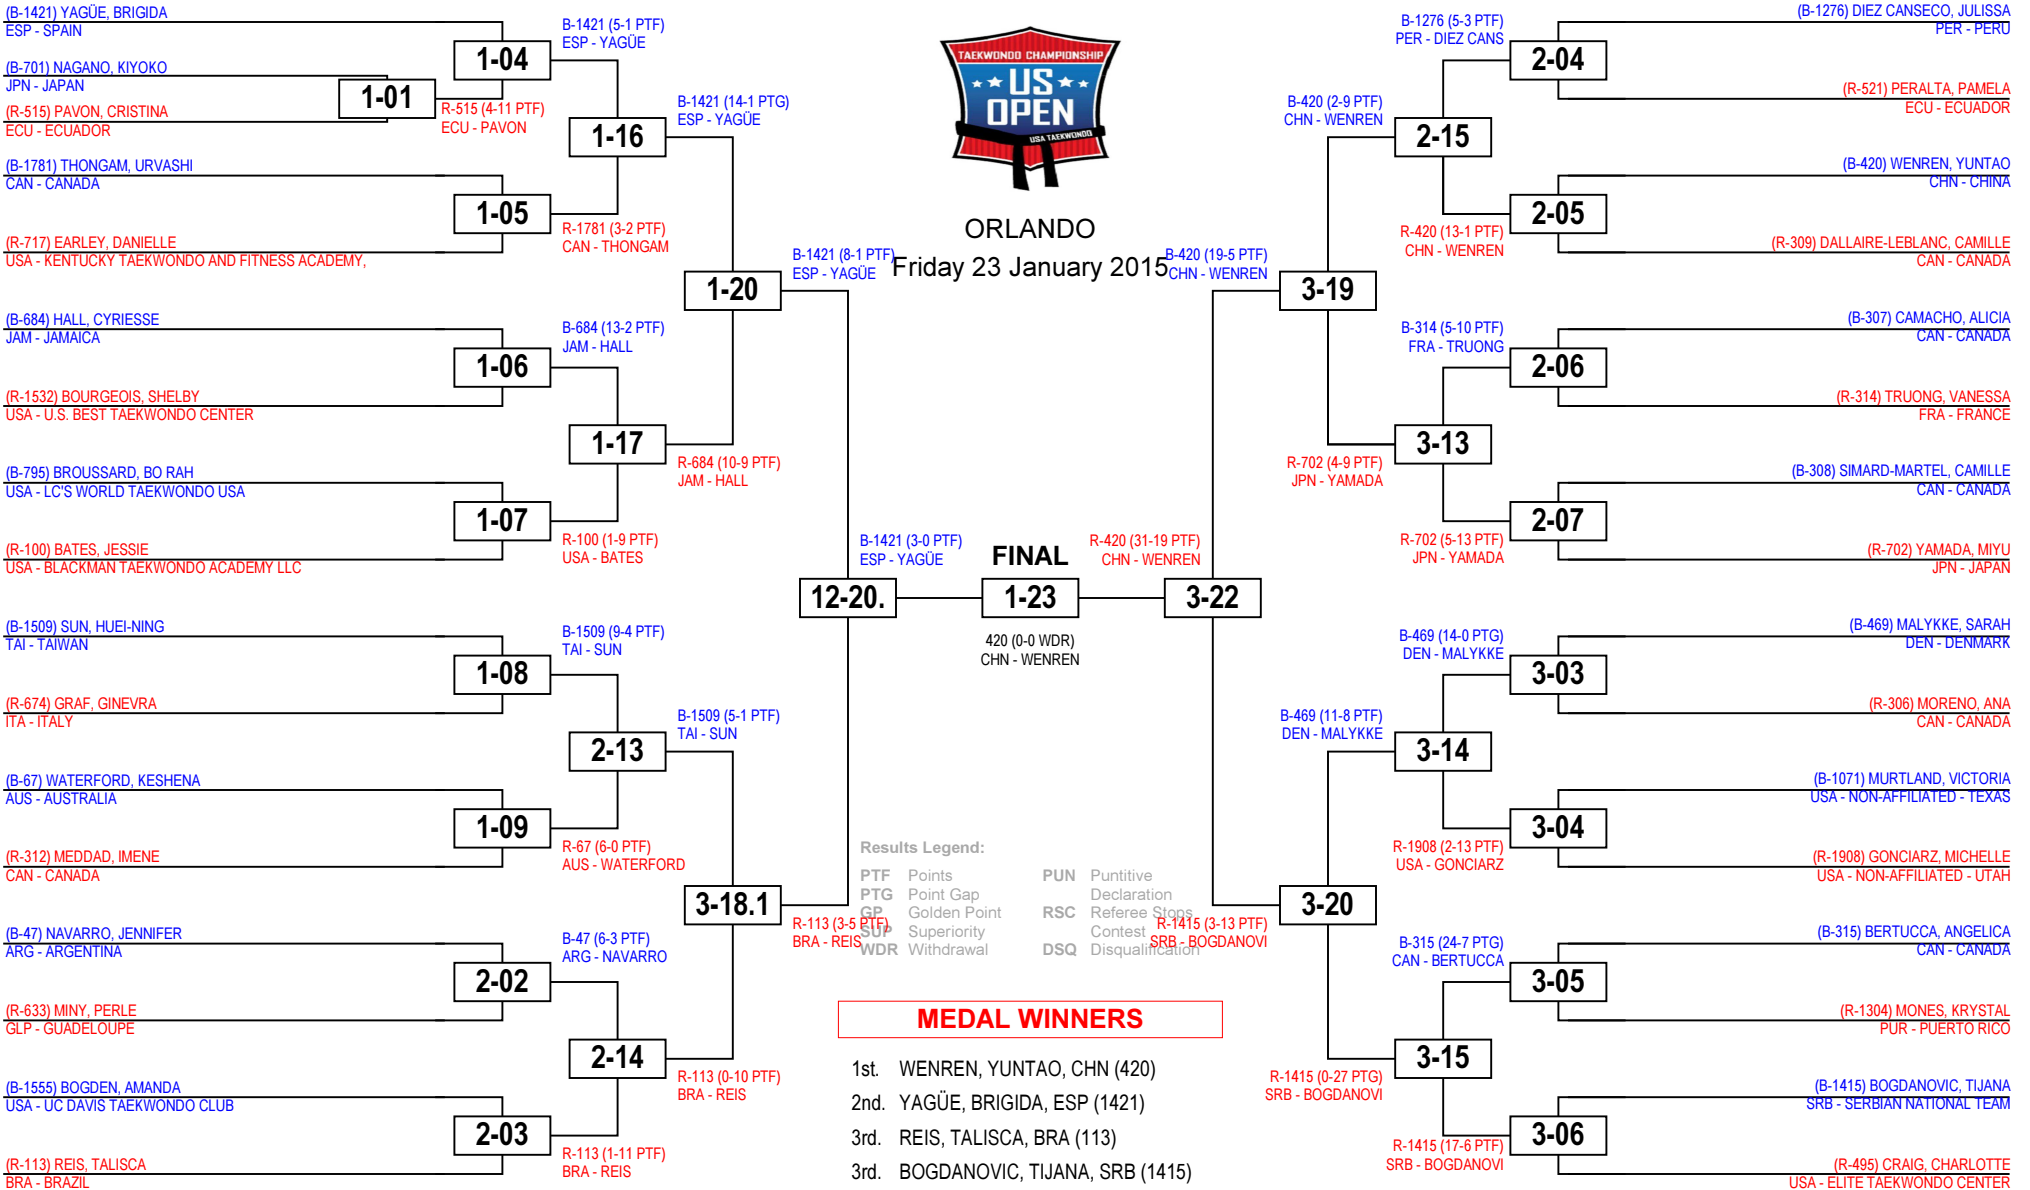 (B-1421) YAGÜE, BRIGIDA
ESP - SPAIN
(B-701) NAGANO, KIYOKO
JPN - JAPAN
(R-515) PAVON, CRISTINA
ECU - ECUADOR
(B-1781) THONGAM, URVASHI
CAN - CANADA
(R-717) EARLEY, DANIELLE
USA - KENTUCKY TAEKWONDO AND FITNESS ACADEMY,
(B-684) HALL, CYRIESSE
JAM - JAMAICA
(R-1532) BOURGEOIS, SHELBY
USA - U.S. BEST TAEKWONDO CENTER
(B-795) BROUSSARD, BO RAH
USA - LC'S WORLD TAEKWONDO USA
(R-100) BATES, JESSIE
USA - BLACKMAN TAEKWONDO ACADEMY LLC
(B-1509) SUN, HUEI-NING
TAI - TAIWAN
(R-674) GRAF, GINEVRA
ITA - ITALY
(B-67) WATERFORD, KESHENA
AUS - AUSTRALIA
(R-312) MEDDAD, IMENE
CAN - CANADA
(B-47) NAVARRO, JENNIFER
ARG - ARGENTINA
(R-633) MINY, PERLE
GLP - GUADELOUPE
(B-1555) BOGDEN, AMANDA
USA - UC DAVIS TAEKWONDO CLUB
(R-113) REIS, TALISCA
BRA - BRAZIL
1-01
R-515 (4-11 PTF)
ECU - PAVON
1-04
1-05
1-06
1-07
1-08
1-09
2-02
2-03
B-1421 (5-1 PTF)
ESP - YAGÜE
1-16
R-1781 (3-2 PTF)
CAN - THONGAM
B-684 (13-2 PTF)
JAM - HALL
1-17
R-100 (1-9 PTF)
USA - BATES
B-1509 (9-4 PTF)
TAI - SUN
2-13
R-67 (6-0 PTF)
AUS - WATERFORD
B-47 (6-3 PTF)
ARG - NAVARRO
2-14
R-113 (1-11 PTF)
BRA - REIS
B-1421 (14-1 PTG)
ESP - YAGÜE
1-20
R-684 (10-9 PTF)
JAM - HALL
B-1509 (5-1 PTF)
TAI - SUN
3-18.1
R-113 (0-10 PTF)
BRA - REIS
B-1421 (8-1 PTF)
ESP - YAGÜE
12-20.
R-113 (3-5 PTF)
BRA - REIS
TAEKWONDO CHAMPIONSHIP
US
OPEN
USA TAEKWONDO
ORLANDO
Friday 23 January 2015
B-1421 (3-0 PTF)
ESP - YAGÜE
FINAL
1-23
420 (0-0 WDR)
CHN - WENREN
R-420 (31-19 PTF)
CHN - WENREN
Results Legend:
PTF Points
PTG Point Gap
GP Golden Point
SUP Superiority
WDR Withdrawal
PUN Puntitive
Declaration
RSC Referee Stops
Contest
DSQ Disqualification
MEDAL WINNERS
1st. WENREN, YUNTAO, CHN (420)
2nd. YAGÜE, BRIGIDA, ESP (1421)
3rd. REIS, TALISCA, BRA (113)
3rd. BOGDANOVIC, TIJANA, SRB (1415)
B-420 (19-5 PTF)
CHN - WENREN
3-22
R-1415 (3-13 PTF)
SRB - BOGDANOVI
B-420 (2-9 PTF)
CHN - WENREN
3-19
R-702 (4-9 PTF)
JPN - YAMADA
B-469 (11-8 PTF)
DEN - MALYKKE
3-20
R-1415 (0-27 PTG)
SRB - BOGDANOVI
B-1276 (5-3 PTF)
PER - DIEZ CANS
2-15
R-420 (13-1 PTF)
CHN - WENREN
B-314 (5-10 PTF)
FRA - TRUONG
3-13
R-702 (5-13 PTF)
JPN - YAMADA
B-469 (14-0 PTG)
DEN - MALYKKE
3-14
R-1908 (2-13 PTF)
USA - GONCIARZ
B-315 (24-7 PTG)
CAN - BERTUCCA
3-15
R-1415 (17-6 PTF)
SRB - BOGDANOVI
2-04
2-05
2-06
2-07
3-03
3-04
3-05
3-06
(B-1276) DIEZ CANSECO, JULISSA
PER - PERU
(R-521) PERALTA, PAMELA
ECU - ECUADOR
(B-420) WENREN, YUNTAO
CHN - CHINA
(R-309) DALLAIRE-LEBLANC, CAMILLE
CAN - CANADA
(B-307) CAMACHO, ALICIA
CAN - CANADA
(R-314) TRUONG, VANESSA
FRA - FRANCE
(B-308) SIMARD-MARTEL, CAMILLE
CAN - CANADA
(R-702) YAMADA, MIYU
JPN - JAPAN
(B-469) MALYKKE, SARAH
DEN - DENMARK
(R-306) MORENO, ANA
CAN - CANADA
(B-1071) MURTLAND, VICTORIA
USA - NON-AFFILIATED - TEXAS
(R-1908) GONCIARZ, MICHELLE
USA - NON-AFFILIATED - UTAH
(B-315) BERTUCCA, ANGELICA
CAN - CANADA
(R-1304) MONES, KRYSTAL
PUR - PUERTO RICO
(B-1415) BOGDANOVIC, TIJANA
SRB - SERBIAN NATIONAL TEAM
(R-495) CRAIG, CHARLOTTE
USA - ELITE TAEKWONDO CENTER